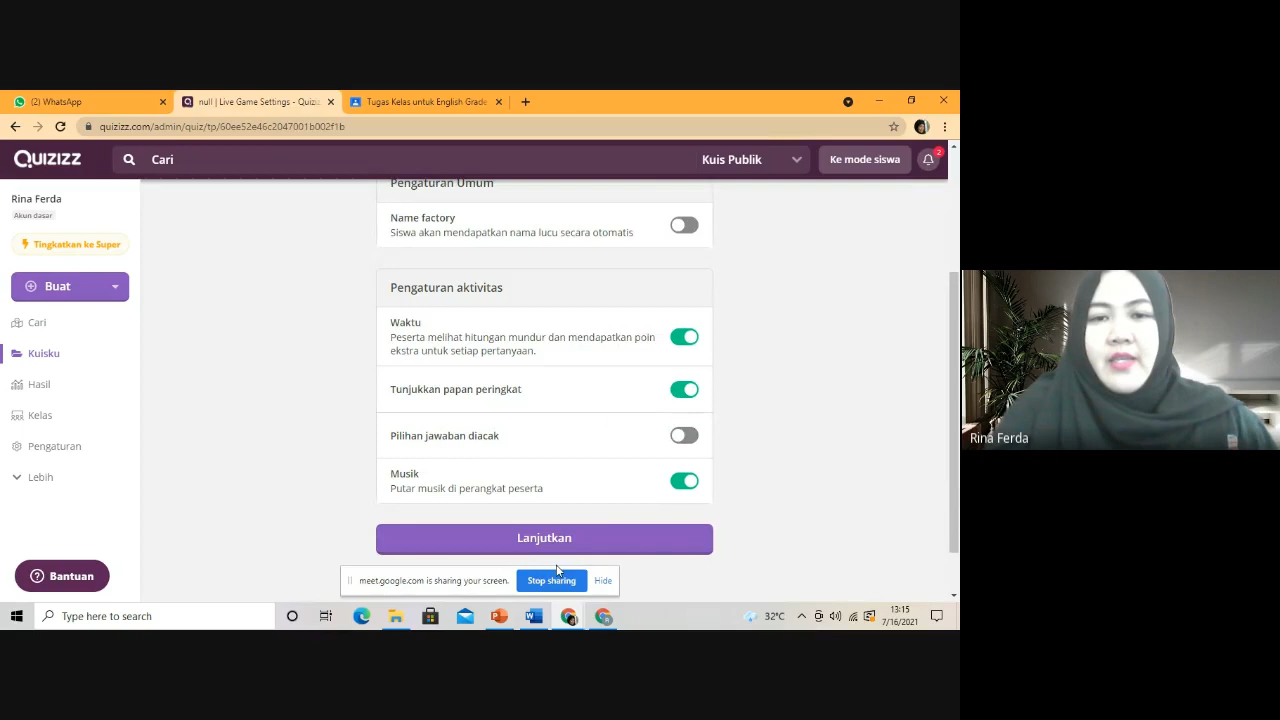 (2) WhatsApp
null | Live Game Settings - Quiziz
Tugas Kelas untuk English Grade
quizizz.com/admin/quiz/tp/60ee52e46c2047001b002f1b
QUIZIZZ
Cari
Kuis Publik
Ke mode siswa
2
Rina Ferda
Akun dasar
Tingkatkan ke Super
Buat
Cari
Kuisku
Hasil
Kelas
Pengaturan
Lebih
Bantuan
Pengaturan Umum
Name factory
Siswa akan mendapatkan nama lucu secara otomatis
Pengaturan aktivitas
Waktu
Peserta melihat hitungan mundur dan mendapatkan poin
ekstra untuk setiap pertanyaan.
Tunjukkan papan peringkat
Pilihan jawaban diacak
Musik
Putar musik di perangkat peserta
Lanjutkan
meet.google.com is sharing your screen.
Stop sharing
Hide
Type here to search
32°C
13:15
7/16/2021
Rina Ferda